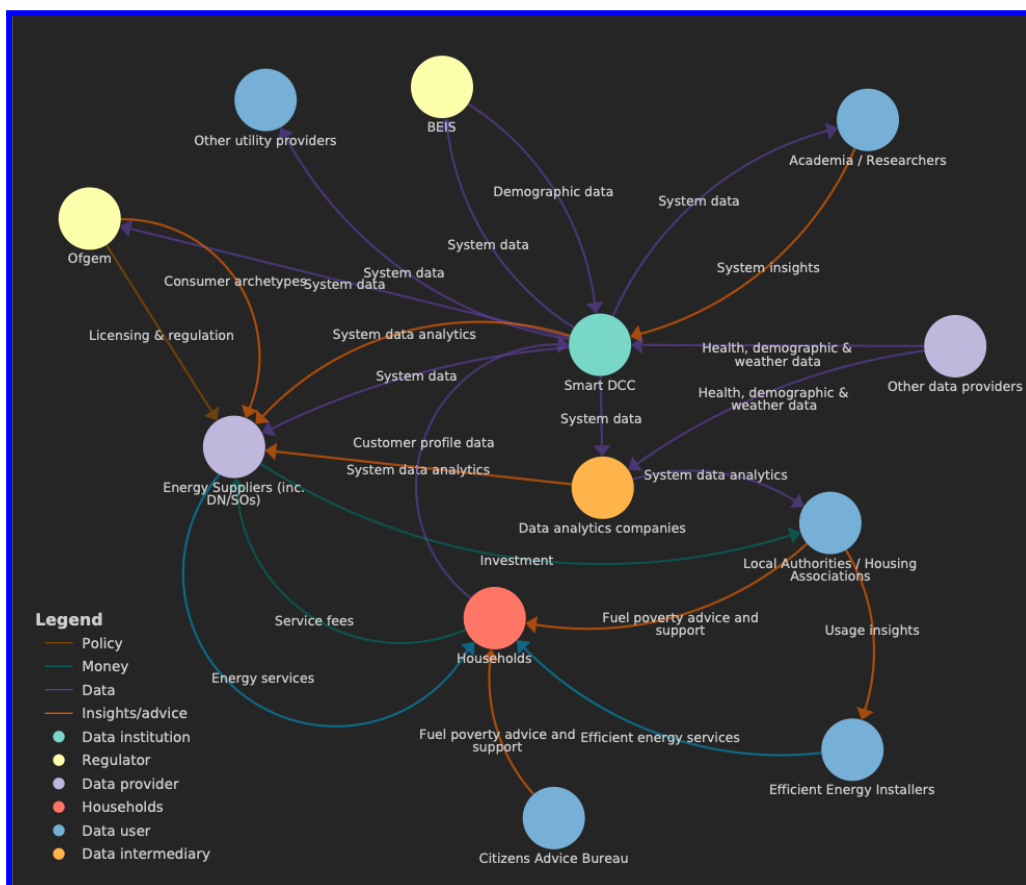 BEIS
Other utility providers
Academia / Researchers
Demographic data
System data
System data
Ofgem
System insights
System data
Consumer archetypes
System data
Licensing & regulation
System data analytics
Health, demographic &
weather data
System data
Smart DCC
Other data providers
Health, demographic &
weather data
System data
Customer profile data
System data analytics
System data analytics
Energy Suppliers (inc.
DN/SOs)
Data analytics companies
Investment
Local Authorities / Housing
Associations
Legend
Policy
Money
Data
Insights/advice
Data institution
Regulator
Data provider
Households
Data user
Data intermediary
Service fees
Fuel poverty advice and
support
Usage insights
Households
Energy services
Fuel poverty advice and
support
Efficient energy services
Efficient Energy Installers
Citizens Advice Bureau